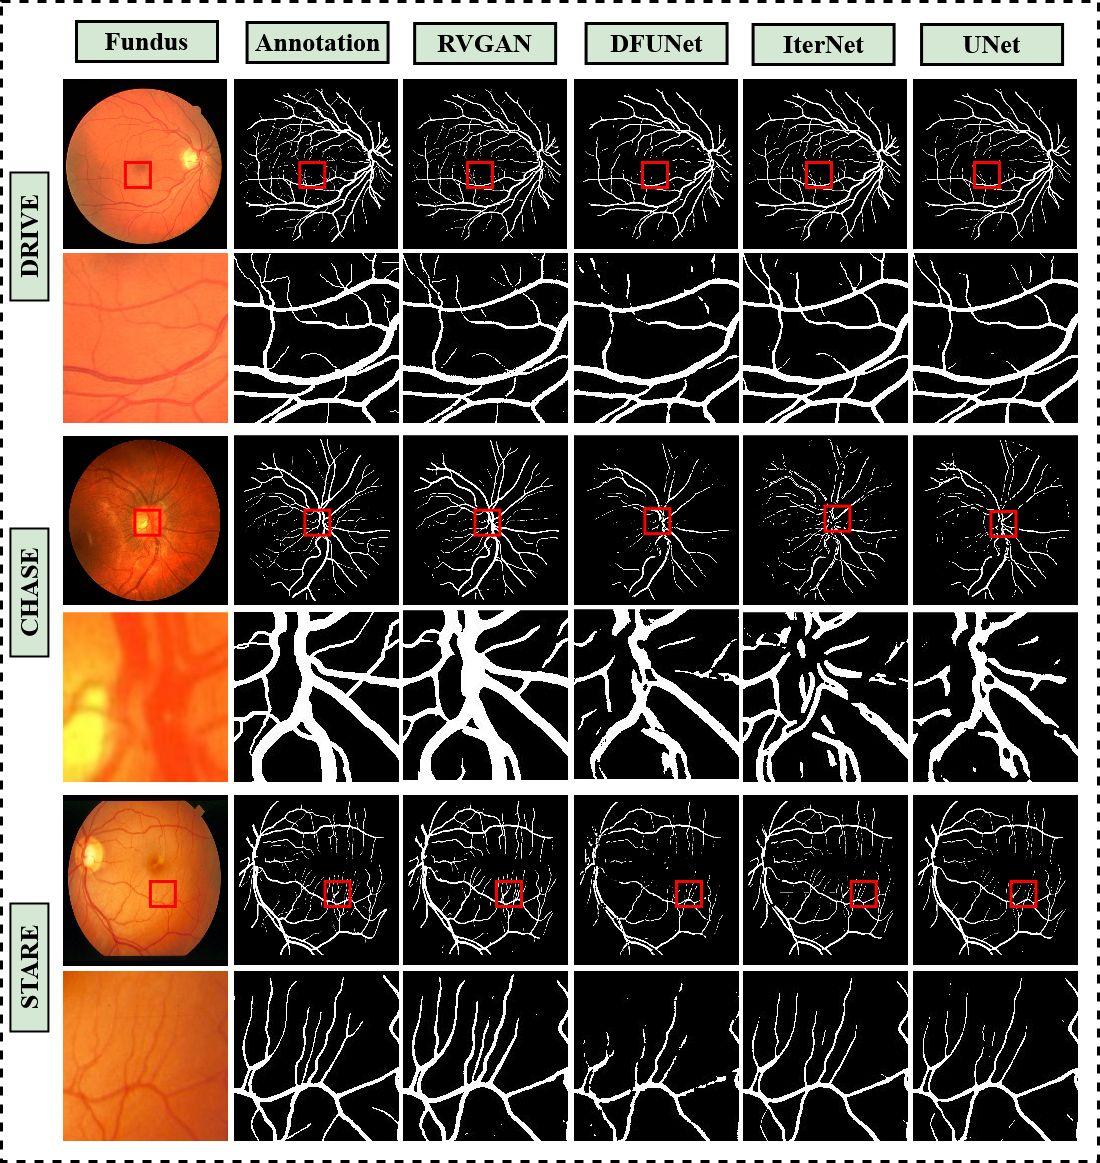 Fundus
Annotation
RVGAN
DFUNet
IterNet
UNet
DRIVE
CHASE
STARE